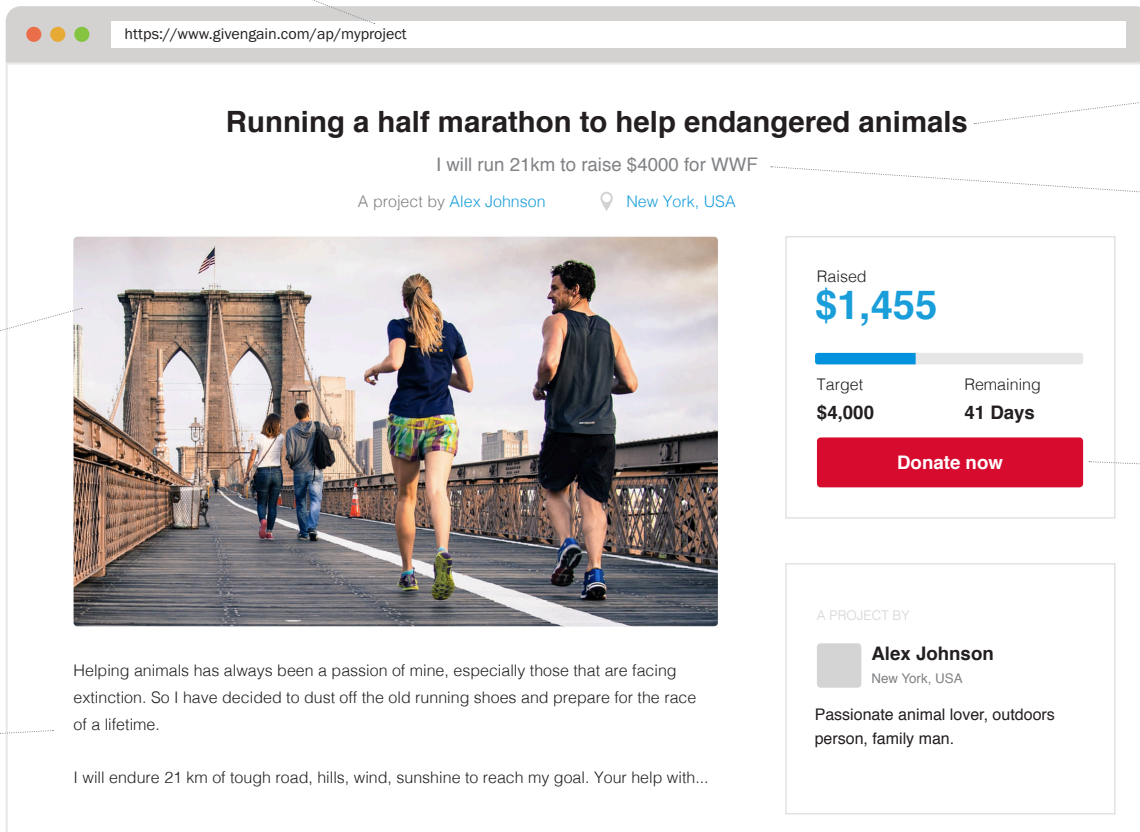 https://www.givengain.com/ap/myproject
Running a half marathon to help endangered animals
I will run 21km to raise $4000 for WWF
A project by Alex Johnson
New York, USA
Raised
$1,455
Target
Remaining
$4,000
41 Days
Donate now
A PROJECT BY
Alex Johnson
New York, USA
Passionate animal lover, outdoors
person, family man.
Helping animals has always been a passion of mine, especially those that are facing
extinction. So I have decided to dust off the old running shoes and prepare for the race
of a lifetime.
I will endure 21 km of tough road, hills, wind, sunshine to reach my goal. Your help with...